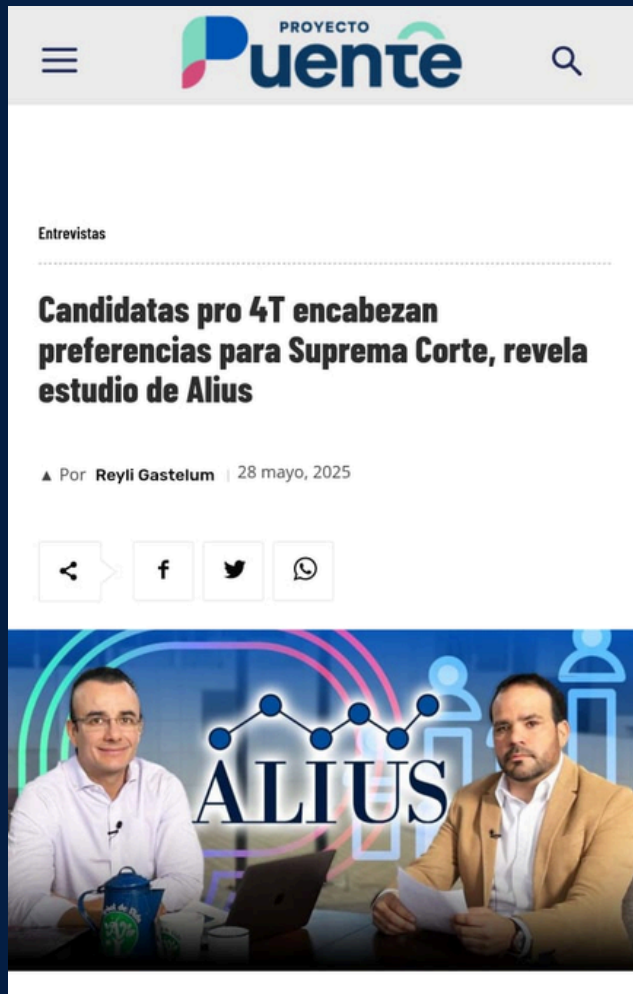 PROYECTO
Puente
Entrevistas
Candidatas pro 4T encabezan
preferencias para Suprema Corte, revela
estudio de Alius
Por Reyli Gastelum | 28 mayo, 2025
ALIUS